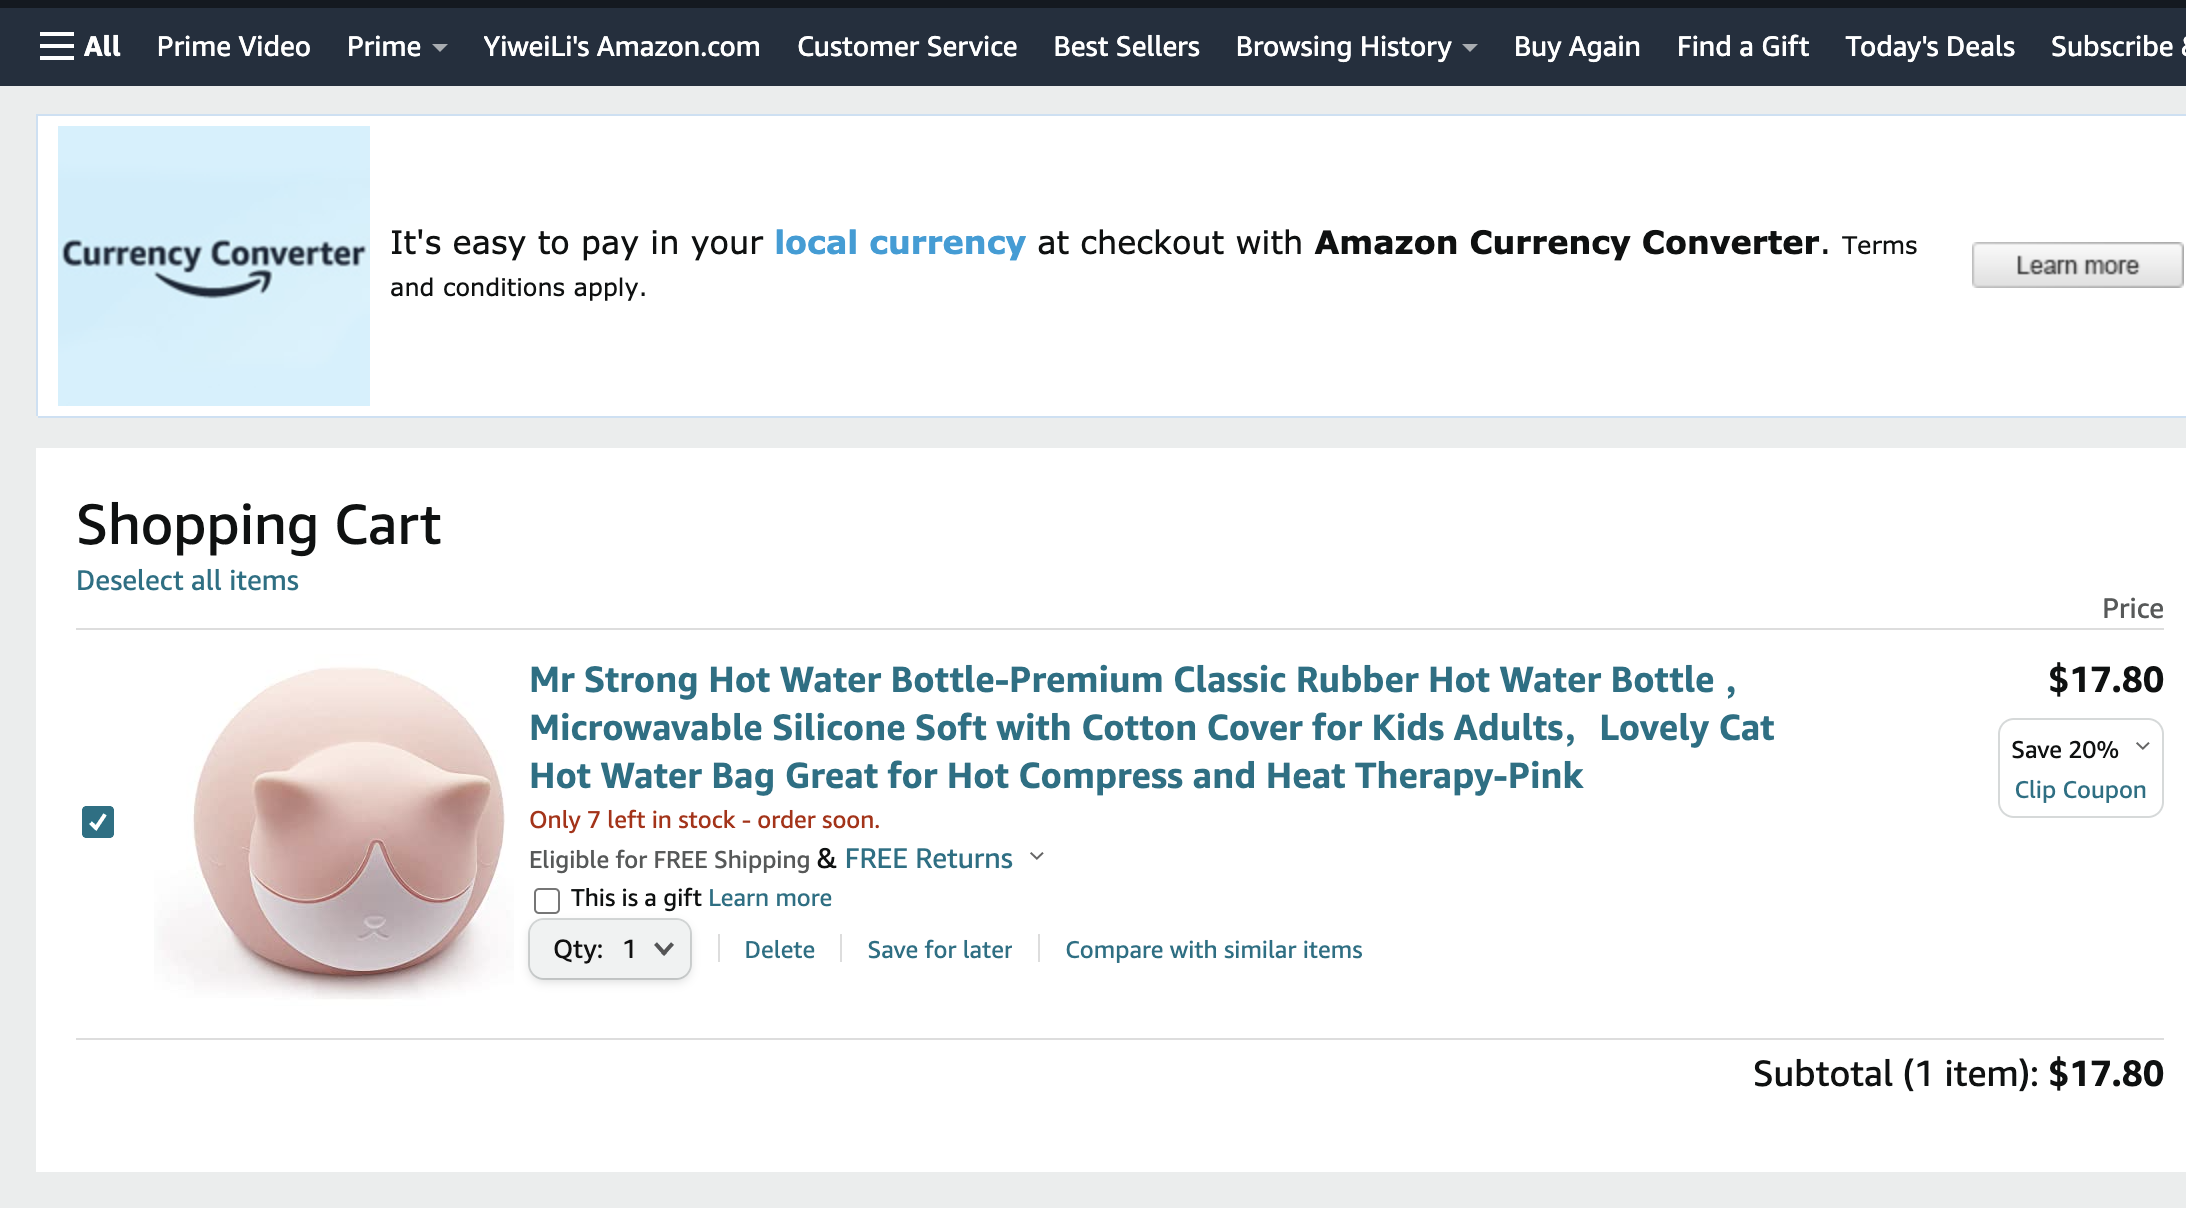 All Prime Video Prime YiweiLi's Amazon.com Customer Service Best Sellers Browsing History Buy Again Find a Gift Today's Deals Subscribe
Currency Converter
It's easy to pay in your local currency at checkout with Amazon Currency Converter. Terms
and conditions apply.
Learn more
Shopping Cart
Deselect all items
Price
Mr Strong Hot Water Bottle-Premium Classic Rubber Hot Water Bottle ,
Microwavable Silicone Soft with Cotton Cover for Kids Adults，Lovely Cat
Hot Water Bag Great for Hot Compress and Heat Therapy-Pink
$17.80
Save 20%
Clip Coupon
Only 7 left in stock - order soon.
Eligible for FREE Shipping & FREE Returns
This is a gift Learn more
Qty: 1 Delete Save for later Compare with similar items
Subtotal (1 item): $17.80